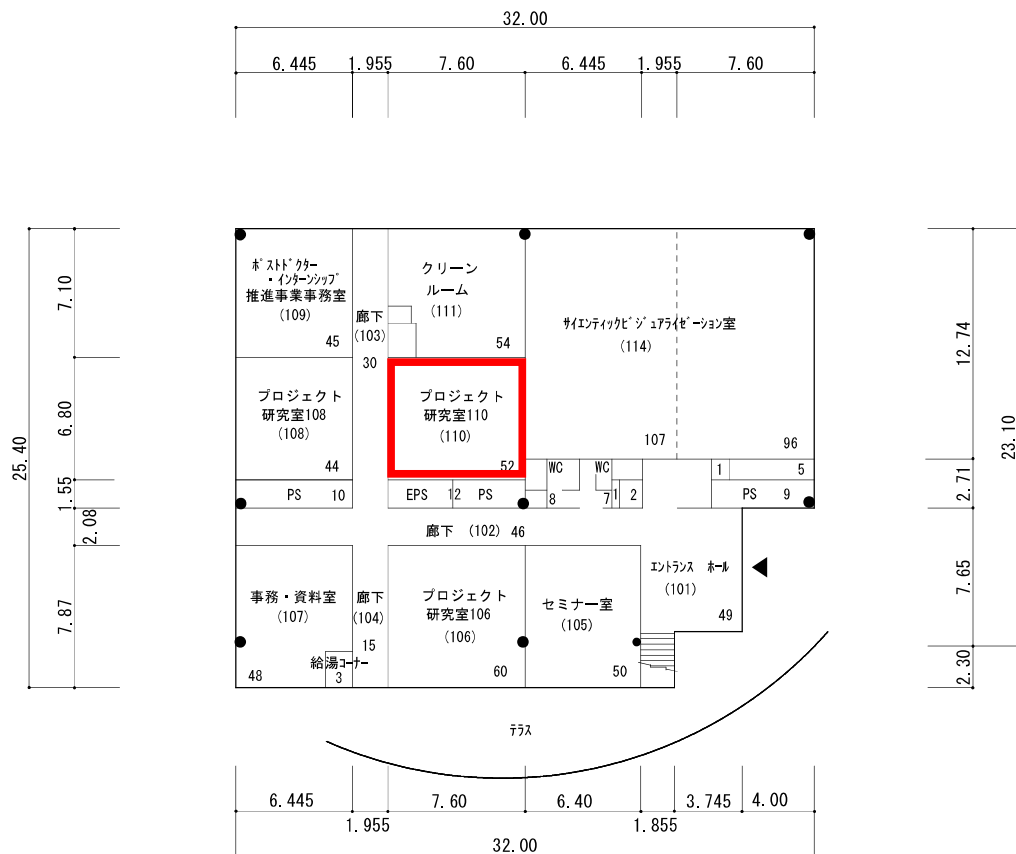 32.00
6.445 1.955 7.60 6.445 1.955 7.60
ﾎﾟｽﾄﾄﾞｸﾀｰ
・ｲﾝﾀｰﾝｼｯﾌﾟ
推進事業事務室
(109)
45
廊下
(103)
30
クリーン
ルーム
(111)
54
ｻｲｴﾝﾃｨｯｸﾋﾞｼﾞｭｱﾗｲｾﾞｰｼｮﾝ室
(114)
107
96
プロジェクト
研究室108
(108)
44
プロジェクト
研究室110
(110)
52
PS 10
EPS 12 PS
WC
8
WC
7
1 2
1 5
PS 9
廊下 (102) 46
事務・資料室
(107)
48
廊下
(104)
15
給湯ｺｰﾅｰ
3
プロジェクト
研究室106
(106)
60
セミナー室
(105)
50
ｴﾝﾄﾗﾝｽ ﾎｰﾙ
(101)
49
ﾃﾗｽ
25.40
7.10
6.80
1.55
2.08
7.87
12.74
2.71
7.65
2.30
23.10
6.445 1.955 7.60 6.40 1.855 3.745 4.00
32.00